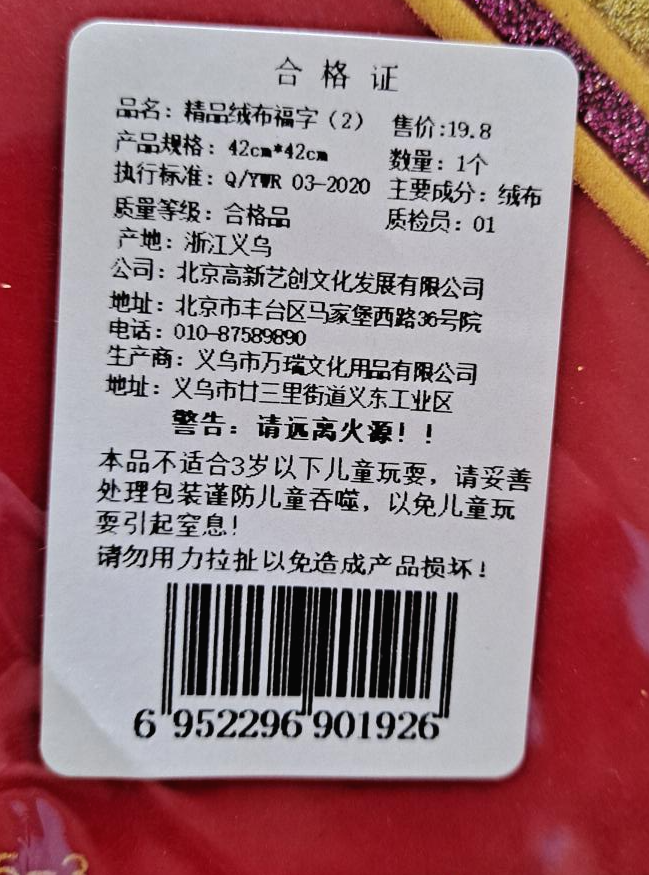 合格证
品名：精品绒布福字（2） 售价:19.8
产品规格：42cm*42cm 数量：1个
执行标准：Q/YWR 03-2020 主要成分：绒布
质量等级：合格品 质检员：01
产地：浙江义乌
公司：北京高新艺创文化发展有限公司
地址：北京市丰台区马家堡西路36号院
电话：010-87589890
生产商：义乌市万瑞文化用品有限公司
地址：义乌市廿三里街道义东工业区
警告：请远离火源！！
本品不适合3岁以下儿童玩耍，请妥善
处理包装谨防儿童吞噬，以免儿童玩
耍引起窒息！
请勿用力拉扯以免造成产品损坏！
6 952296 901926